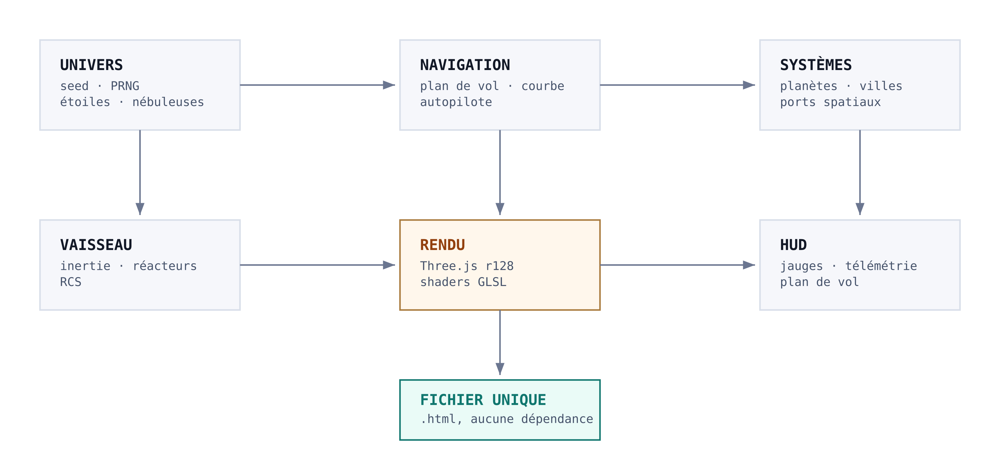 UNIVERS
seed · PRNG
étoiles · nébuleuses
NAVIGATION
plan de vol · courbe
autopilote
SYSTÈMES
planètes · villes
ports spatiaux
VAISSEAU
inertie · réacteurs
RCS
RENDU
Three.js r128
shaders GLSL
HUD
jauges · télémétrie
plan de vol
FICHIER UNIQUE
.html, aucune dépendance